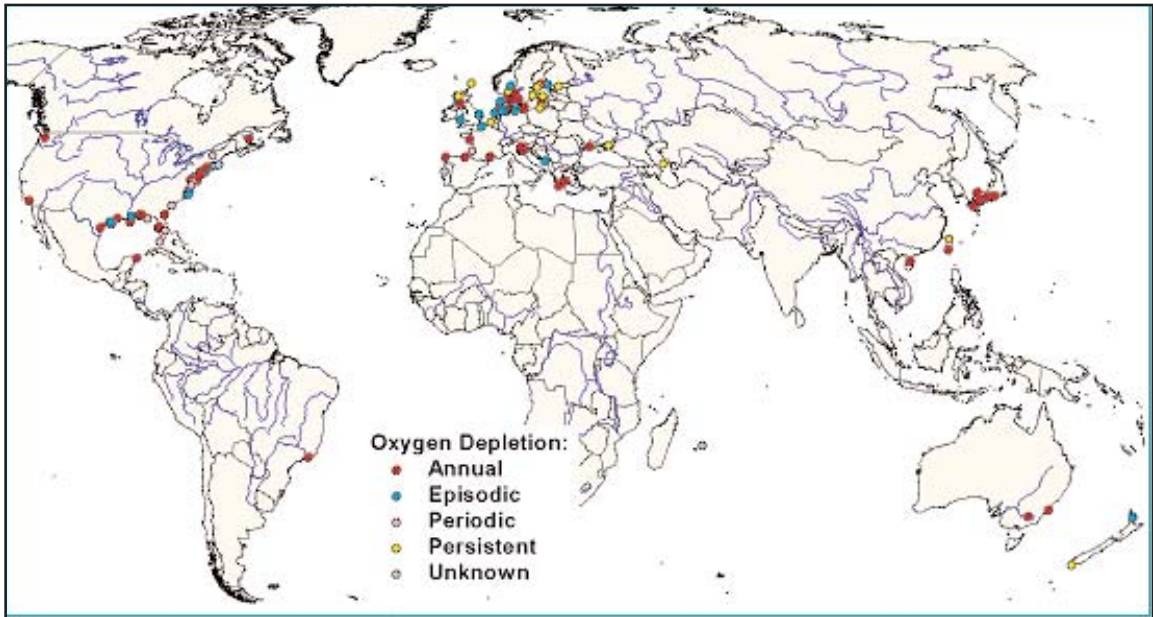 Oxygen Depletion:
Annual
Episodic
Periodic
Persistent
Unknown